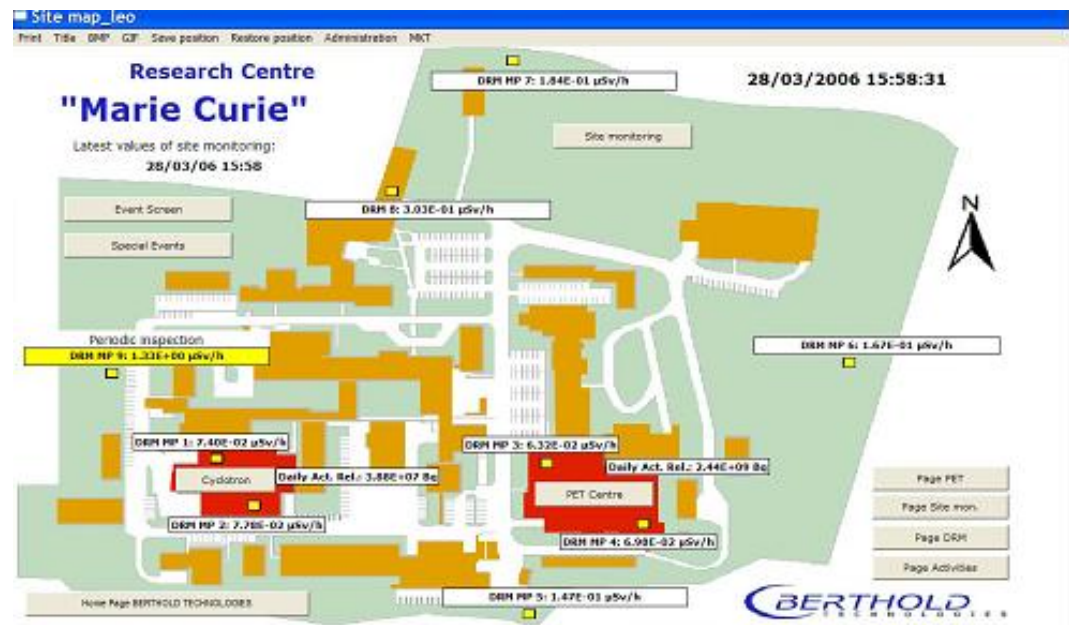 Site map_leo
Print Title BMP GIF Save position Restore position Administration MKT
Research Centre
"Marie Curie"
Latest values of site monitoring:
28/03/06 15:58
DRM MP 7: 1.84E-01 µSv/h
28/03/2006 15:58:31
Site monitoring
Event Screen
DRM 8: 3.03E-01 µSv/h
Special Events
N
Periodic inspection
DRM MP 9: 1.33E+00 µSv/h
DRM MP 6: 1.67E-01 µSv/h
DRM MP 1: 7.40E-02 µSv/h
DRM MP 3: 6.32E-02 µSv/h
Cyclotron
Daily Act. Rel.: 3.88E+07 Bq
Daily Act. Rel.: 2.44E+09 Bq
PET Centre
DRM MP 2: 7.78E-02 µSv/h
DRM MP 4: 6.98E-02 µSv/h
Page PET
Page Site mon.
Page DRM
Page Activities
Home Page BERTHOLD TECHNOLOGIES
DRM MP 5: 1.47E-01 µSv/h
BERTHOLD
TECHNOLOGIES